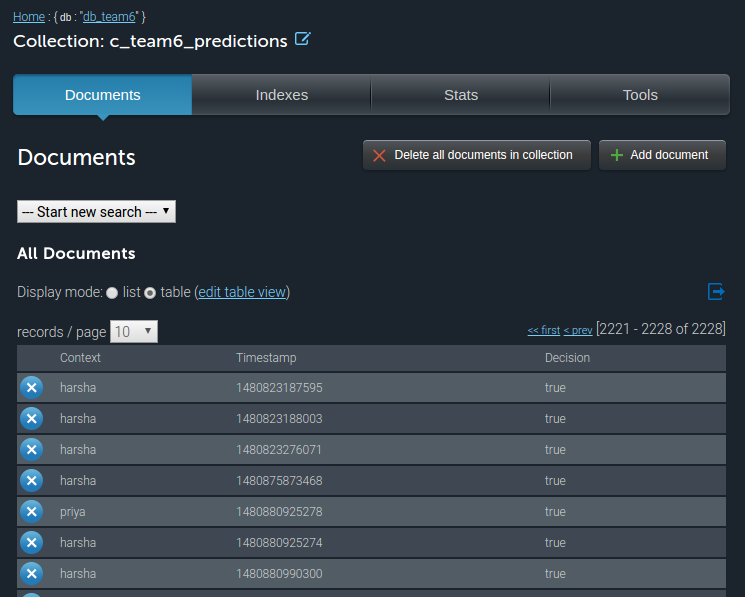 Home : { db : "db_team6" }
Collection: c_team6_predictions
Documents Indexes Stats Tools
Documents Delete all documents in collection Add document
--- Start new search ---
All Documents
Display mode: list table (edit table view)
records / page 10 << first < prev [2221 - 2228 of 2228]
Context Timestamp Decision
harsha 1480823187595 true
harsha 1480823188003 true
harsha 1480823276071 true
harsha 1480875873468 true
priya 1480880925278 true
harsha 1480880925274 true
harsha 1480880990300 true